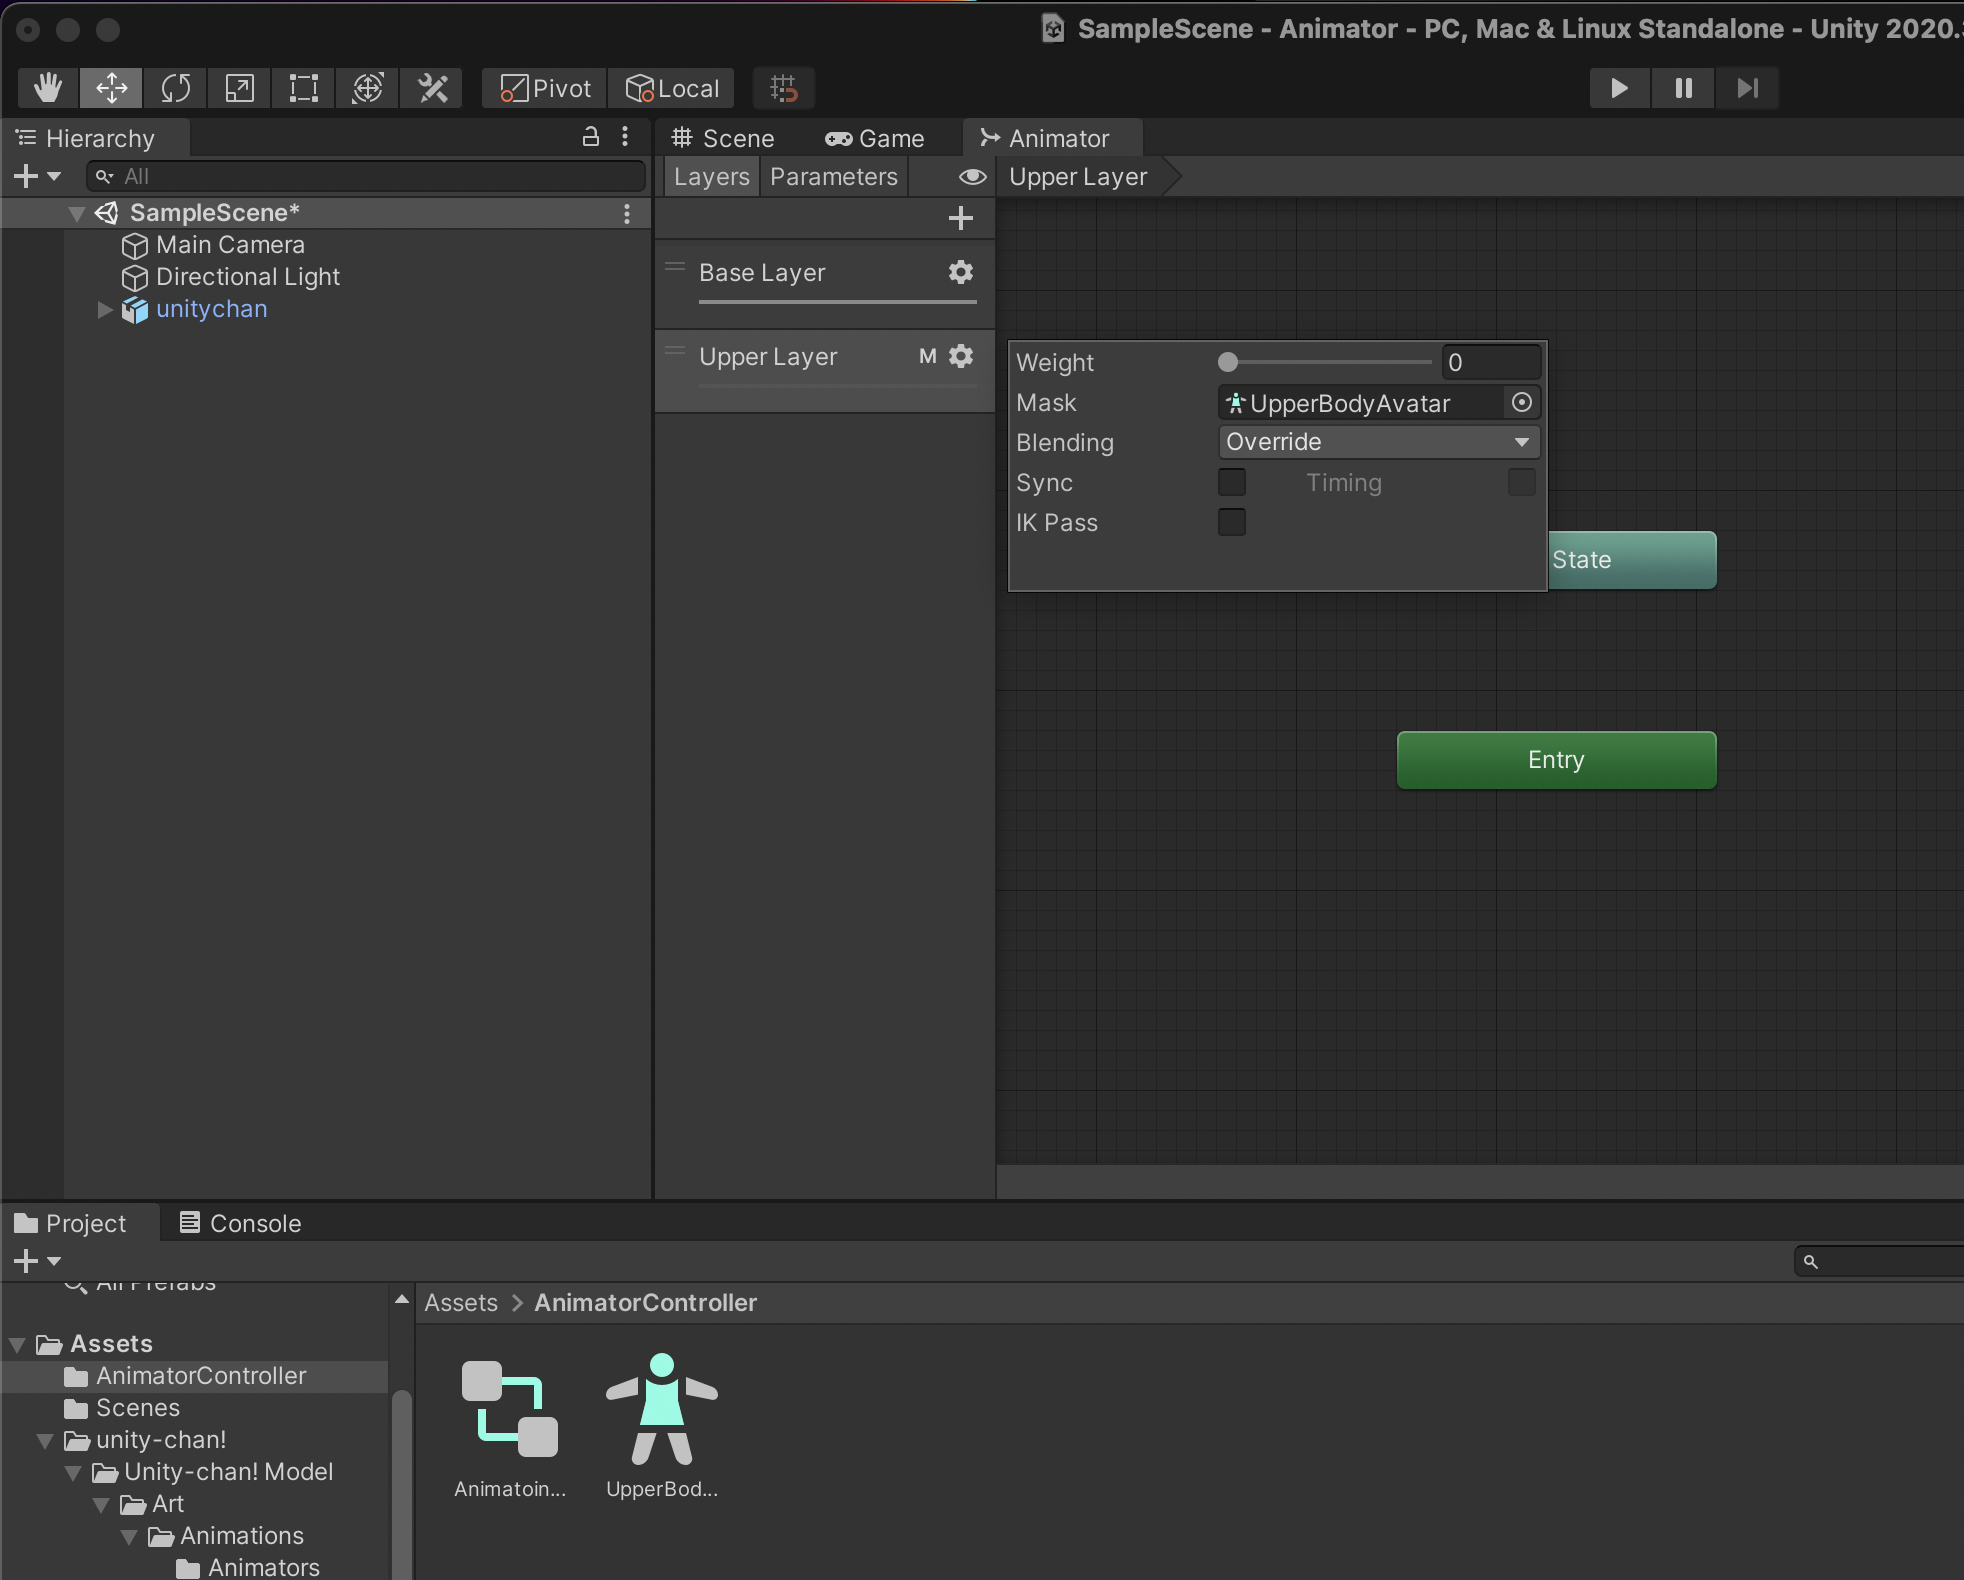 SampleScene - Animator - PC, Mac & Linux Standalone - Unity 2020.
Pivot
Local
Hierarchy
All
SampleScene*
Main Camera
Directional Light
unitychan
Scene
Game
Animator
Layers
Parameters
Upper Layer
Base Layer
Upper Layer
M
Weight
0
Mask
UpperBodyAvatar
Blending
Override
Sync
Timing
IK Pass
State
Entry
Project
Console
All Prefabs
Assets
AnimatorController
Scenes
unity-chan!
Unity-chan! Model
Art
Animations
Animators
Assets > AnimatorController
Animatoin...
UpperBod...